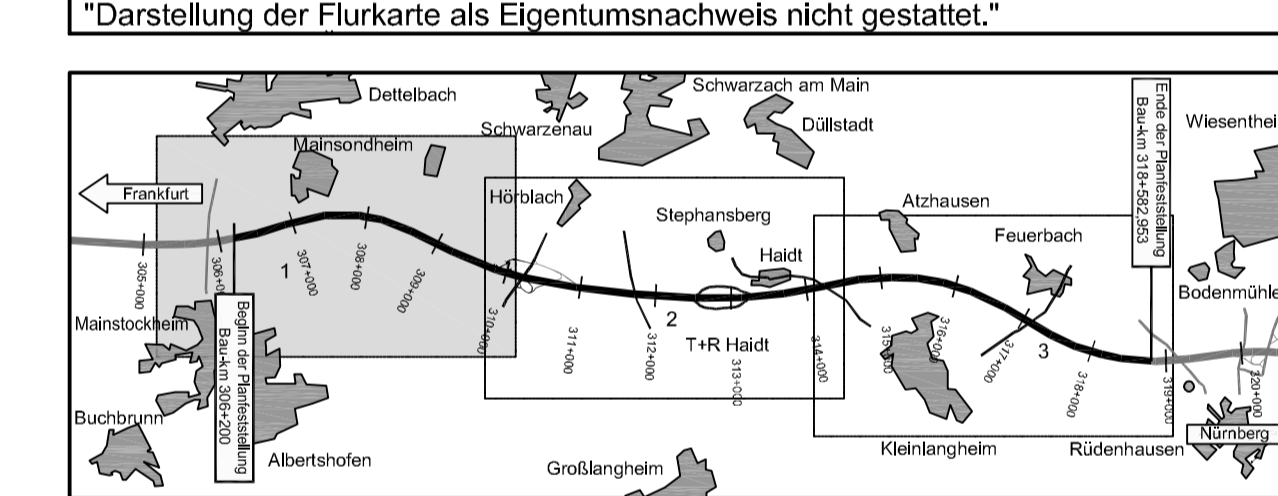 "Darstellung der Flurkarte als Eigentumsnachweis nicht gestattet."
Dettelbach
Schwarzach am Main
Schwarzenau
Düllstadt
Wiesenthei
Mainsondheim
Frankfurt
Hörblach
Stephansberg
Atzhausen
Feuerbach
Haidt
Ende der Planfeststellung
Bau-km 318+582,953
Bodenmühle
305+000
306+0
1
307+000
308+000
309+000
310+000
311+000
312+000
2
T+R Haidt
313+000
314+000
316+000
317+000
3
318+000
319+000
320+000
Mainstockheim
Beginn der Planfeststellung
Bau-km 306+200
Buchbrunn
Albertshofen
Großlangheim
Kleinlangheim
Rüdenhausen
Nürnberg